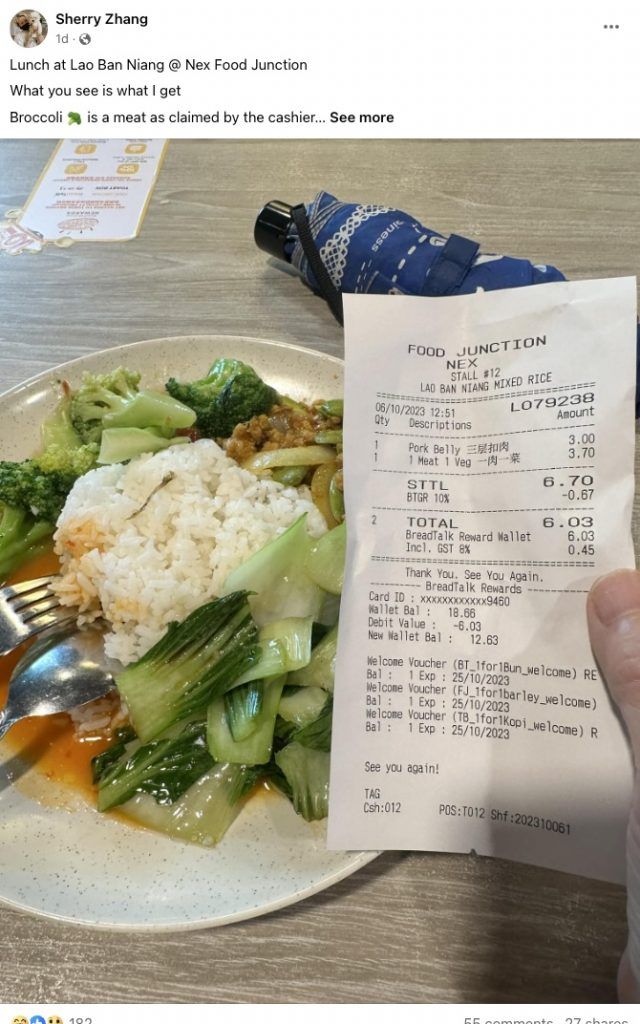 Sherry Zhang
1d
Lunch at Lao Ban Niang @ Nex Food Junction
What you see is what I get
Broccoli 🥦 is a meat as claimed by the cashier... See more
FOOD JUNCTION
NEX
STALL #12
LAO BAN NIANG MIXED RICE
06/10/2023 12:51 L079238
Qty Descriptions Amount
1 Pork Belly 三层扣肉 3.00
1 1 Meat 1 Veg 一肉一菜 3.70
STTL 6.70
BTGR 10% -0.67
2 TOTAL 6.03
BreadTalk Reward Wallet 6.03
Incl. GST 8% 0.45
Thank You. See You Again.
BreadTalk Rewards
Card ID : xxxxxxxxxxxx9460
Wallet Bal : 18.66
Debit Value : -6.03
New Wallet Bal : 12.63
Welcome Voucher (BT_1for1Bun_welcome) RE
Bal : 1 Exp : 25/10/2023
Welcome Voucher (FJ_1for1barley_welcome)
Bal : 1 Exp : 25/10/2023
Welcome Voucher (TB_1for1Kopi_welcome) R
Bal : 1 Exp : 25/10/2023
See you again!
TAG
Csh:012 POS:T012 Shf:202310061
182
55 comments 27 shares